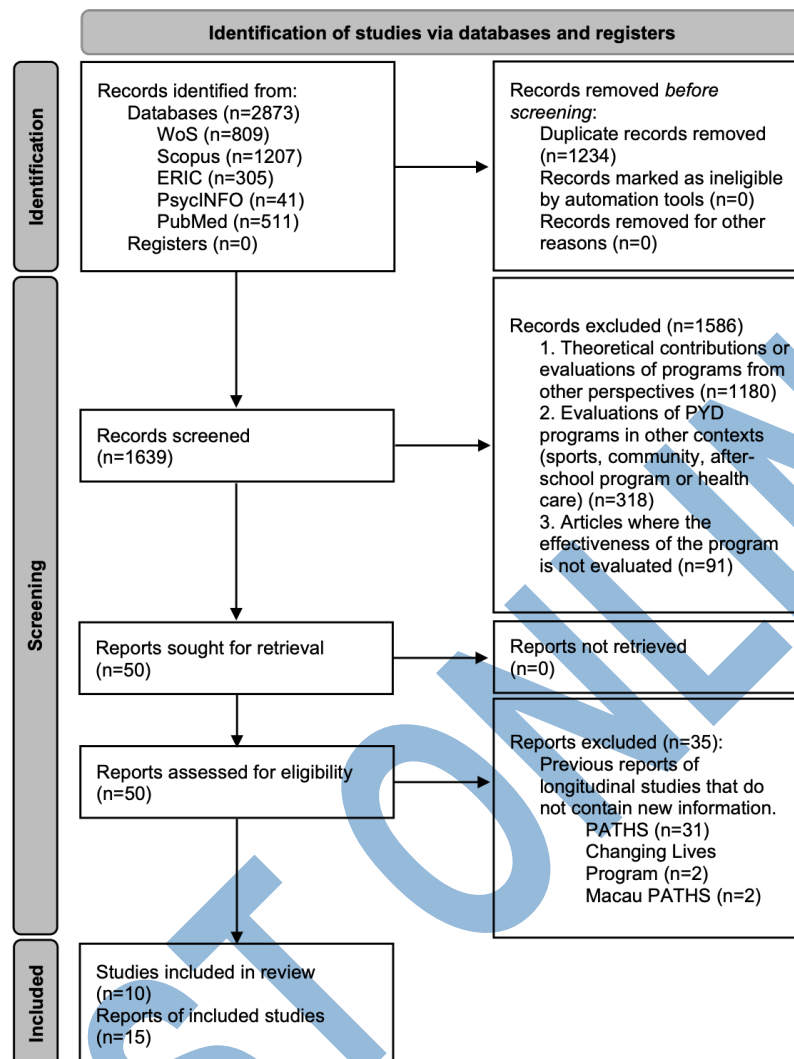 Identification of studies via databases and registers
Identification
Records identified from:
Databases (n=2873)
WoS (n=809)
Scopus (n=1207)
ERIC (n=305)
PsycINFO (n=41)
PubMed (n=511)
Registers (n=0)
Records removed before
screening:
Duplicate records removed
(n=1234)
Records marked as ineligible
by automation tools (n=0)
Records removed for other
reasons (n=0)
Screening
Records screened
(n=1639)
Records excluded (n=1586)
1. Theoretical contributions or
evaluations of programs from
other perspectives (n=1180)
2. Evaluations of PYD
programs in other contexts
(sports, community, after-
school program or health
care) (n=318)
3. Articles where the
effectiveness of the program
is not evaluated (n=91)
Reports sought for retrieval
(n=50)
Reports not retrieved
(n=0)
Reports assessed for eligibility
(n=50)
Reports excluded (n=35):
Previous reports of
longitudinal studies that do
not contain new information.
PATHS (n=31)
Changing Lives
Program (n=2)
Macau PATHS (n=2)
Included
Studies included in review
(n=10)
Reports of included studies
(n=15)